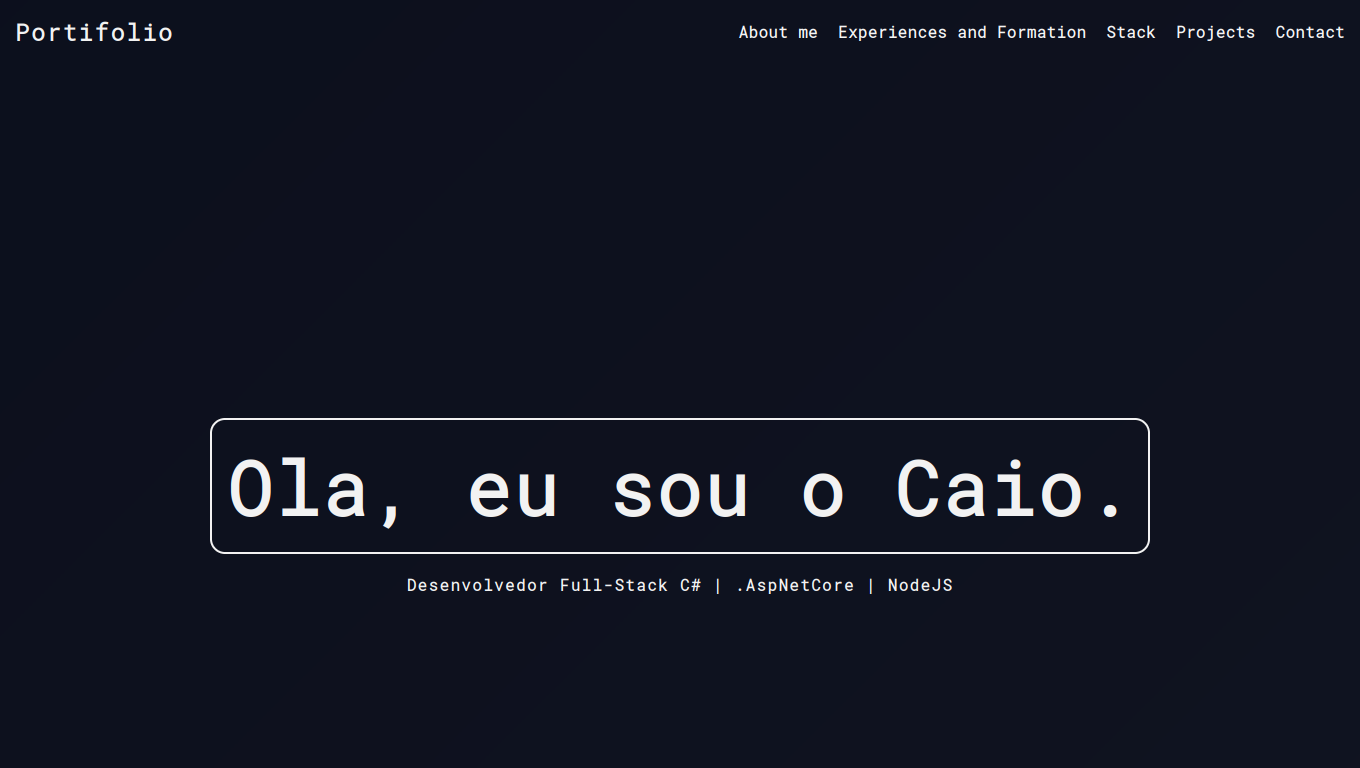 Portifolio
About me Experiences and Formation Stack Projects Contact
Ola, eu sou o Caio.
Desenvolvedor Full-Stack C# | .AspNetCore | NodeJS